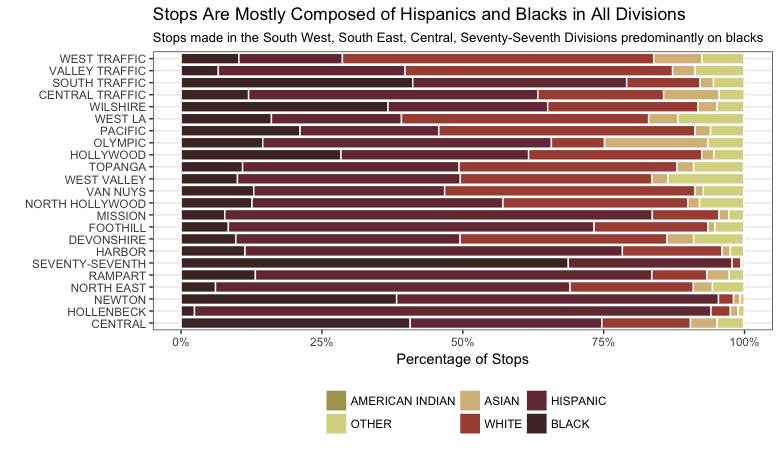 Stops Are Mostly Composed of Hispanics and Blacks in All Divisions
Stops made in the South West, South East, Central, Seventy-Seventh Divisions predominantly on blacks
WEST TRAFFIC
VALLEY TRAFFIC
SOUTH TRAFFIC
CENTRAL TRAFFIC
WILSHIRE
WEST LA
PACIFIC
OLYMPIC
HOLLYWOOD
TOPANGA
WEST VALLEY
VAN NUYS
NORTH HOLLYWOOD
MISSION
FOOTHILL
DEVONSHIRE
HARBOR
SEVENTY-SEVENTH
RAMPART
NORTH EAST
NEWTON
HOLLENBECK
CENTRAL
0% 25% 50% 75% 100%
Percentage of Stops
AMERICAN INDIAN ASIAN HISPANIC
OTHER WHITE BLACK